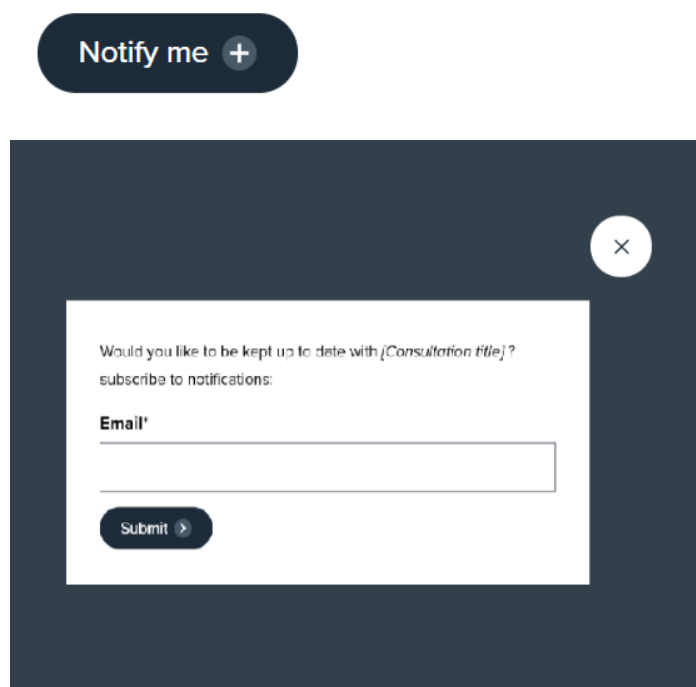 Notify me
Would you like to be kept up to date with [Consultation title] ?
subscribe to notifications:
Email*
Submit